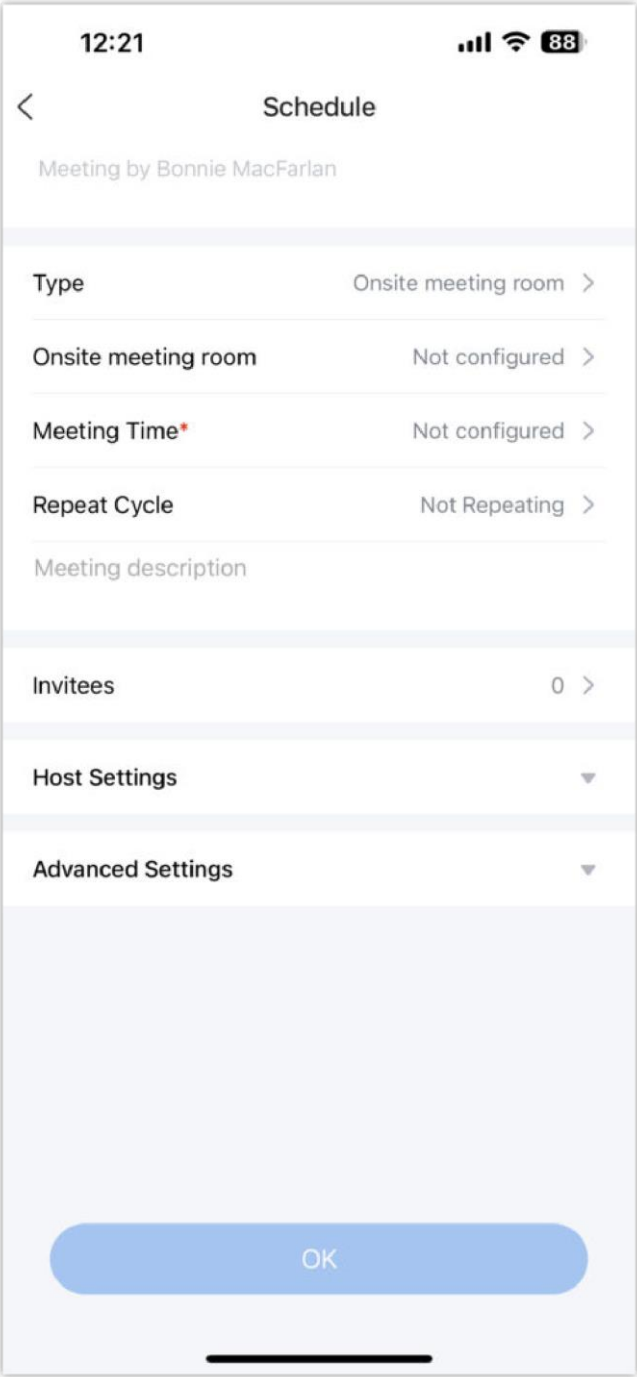 12:21 88
Schedule
Meeting by Bonnie MacFarlan
Type Onsite meeting room
Onsite meeting room Not configured
Meeting Time* Not configured
Repeat Cycle Not Repeating
Meeting description
Invitees 0
Host Settings
Advanced Settings
OK